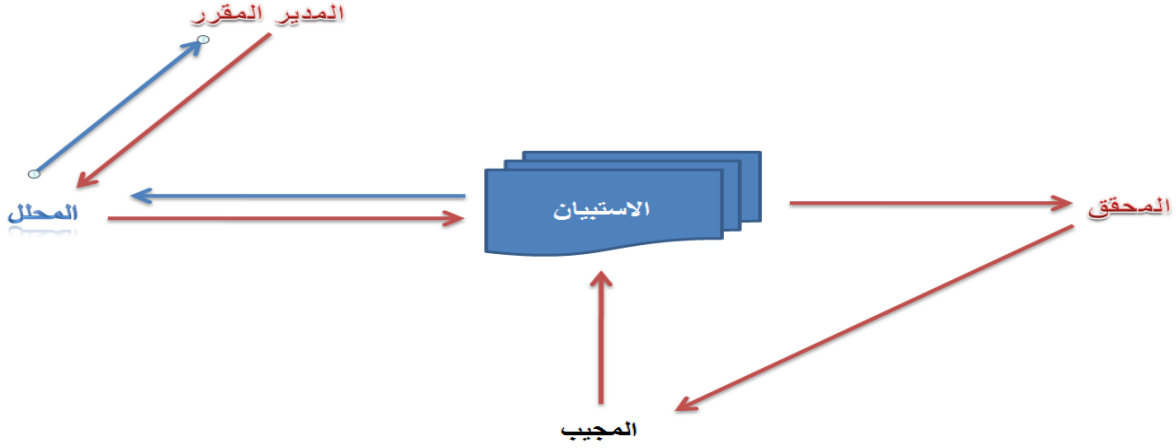 المدير المقرر
الاستبيان
المحقق
المحلل
المجيب